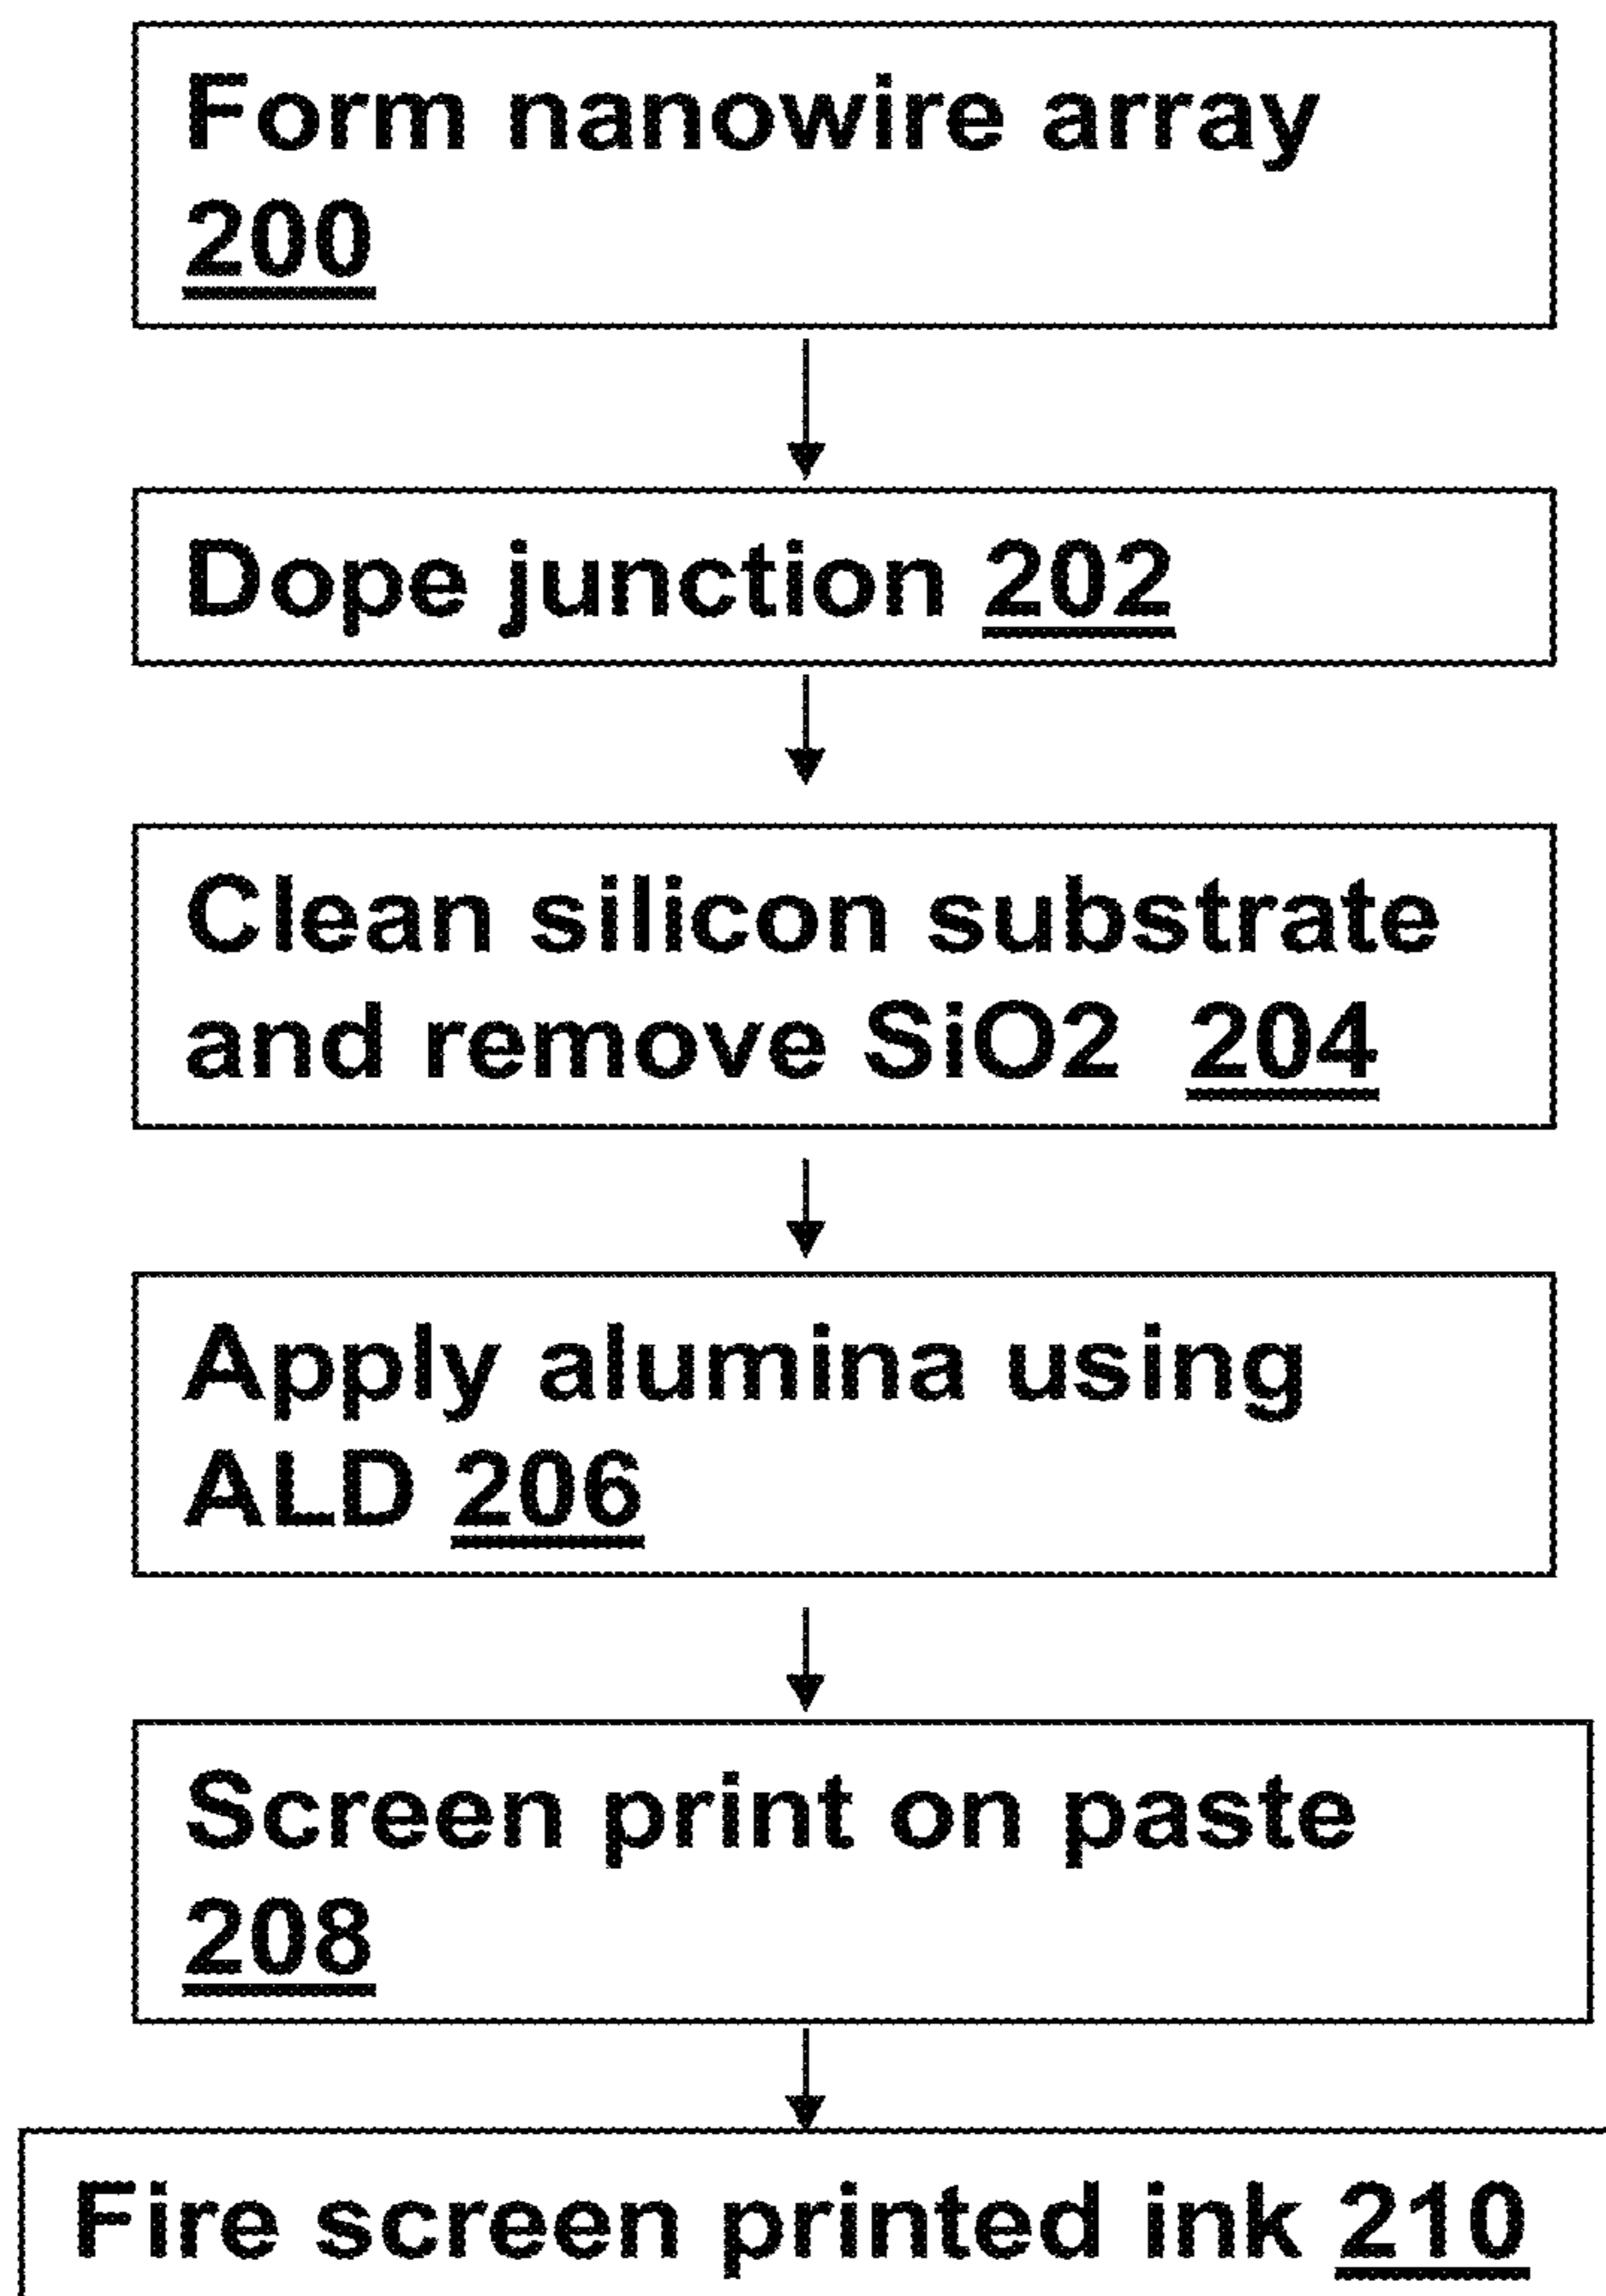 Form nanowire array
200
Dope junction 202
Clean silicon substrate
and remove SiO2 204
Apply alumina using
ALD 206
Screen print on paste
208
Fire screen printed ink 210